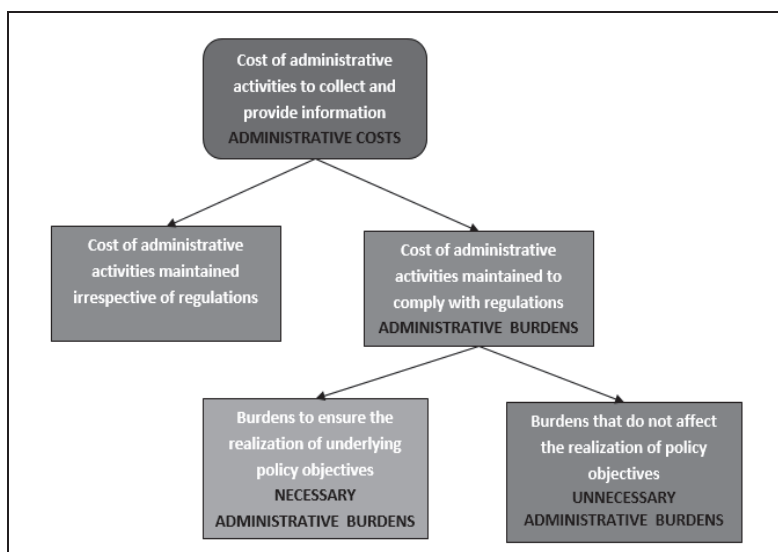 Cost of administrative
activities to collect and
provide information
ADMINISTRATIVE COSTS
Cost of administrative
activities maintained
irrespective of regulations
Cost of administrative
activities maintained to
comply with regulations
ADMINISTRATIVE BURDENS
Burdens to ensure the
realization of underlying
policy objectives
NECESSARY
ADMINISTRATIVE BURDENS
Burdens that do not affect
the realization of policy
objectives
UNNECESSARY
ADMINISTRATIVE BURDENS